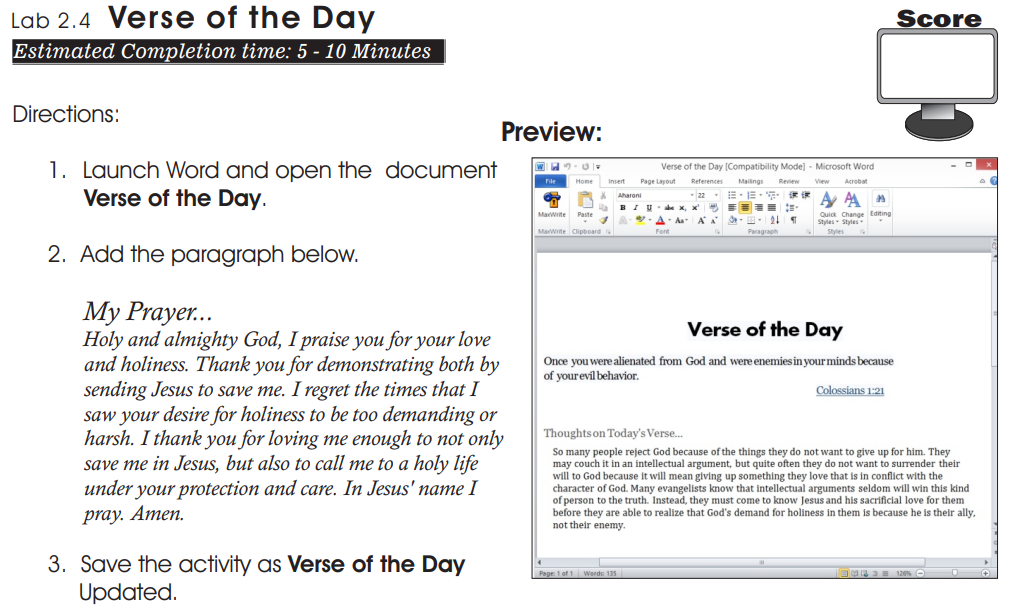 Lab 2.4 Verse of the Day
Estimated Completion time: 5 - 10 Minutes
Score
Directions:
1. Launch Word and open the document
Verse of the Day.
2. Add the paragraph below.
My Prayer...
Holy and almighty God, I praise you for your love
and holiness. Thank you for demonstrating both by
sending Jesus to save me. I regret the times that I
saw your desire for holiness to be too demanding or
harsh. I thank you for loving me enough to not only
save me in Jesus, but also to call me to a holy life
under your protection and care. In Jesus' name I
pray. Amen.
3. Save the activity as Verse of the Day
Updated.
Preview:
Verse of the Day [Compatibility Mode] - Microsoft Word
File Home Insert Page Layout References Mailings Review View Acrobat
Aharoni 22
MaxWrite Paste Quick Styles Change Styles Editing
MaxWrite Clipboard Font Paragraph Styles
Verse of the Day
Once you were alienated from God and were enemies in your minds because
of your evil behavior.
Colossians 1:21
Thoughts on Today's Verse...
So many people reject God because of the things they do not want to give up for him. They
may couch it in an intellectual argument, but quite often they do not want to surrender their
will to God because it will mean giving up something they love that is in conflict with the
character of God. Many evangelists know that intellectual arguments seldom will win this kind
of person to the truth. Instead, they must come to know Jesus and his sacrificial love for them
before they are able to realize that God's demand for holiness in them is because he is their ally,
not their enemy.
Page: 1 of 1 Words: 135 126%